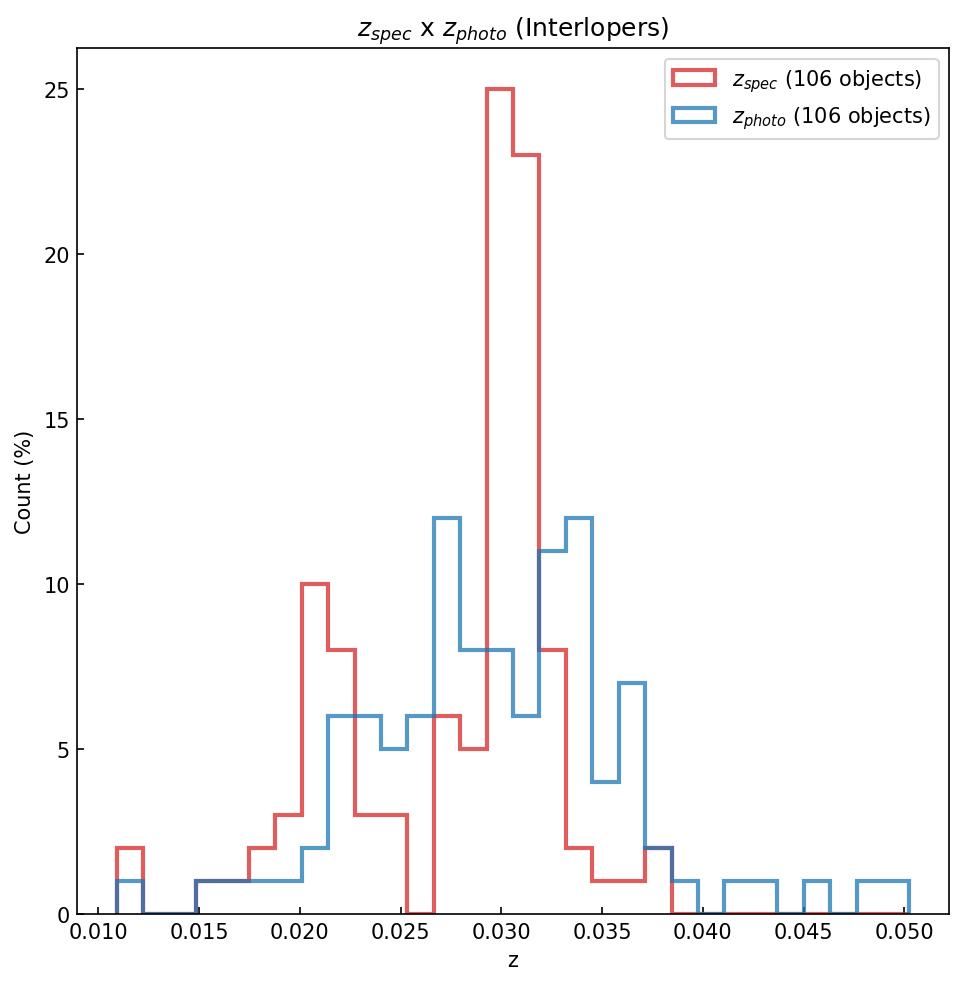 z_spec x z_photo (Interlopers)
z_spec (106 objects)
z_photo (106 objects)
Count (%)
25
20
15
10
5
0
0.010 0.015 0.020 0.025 0.030 0.035 0.040 0.045 0.050
z